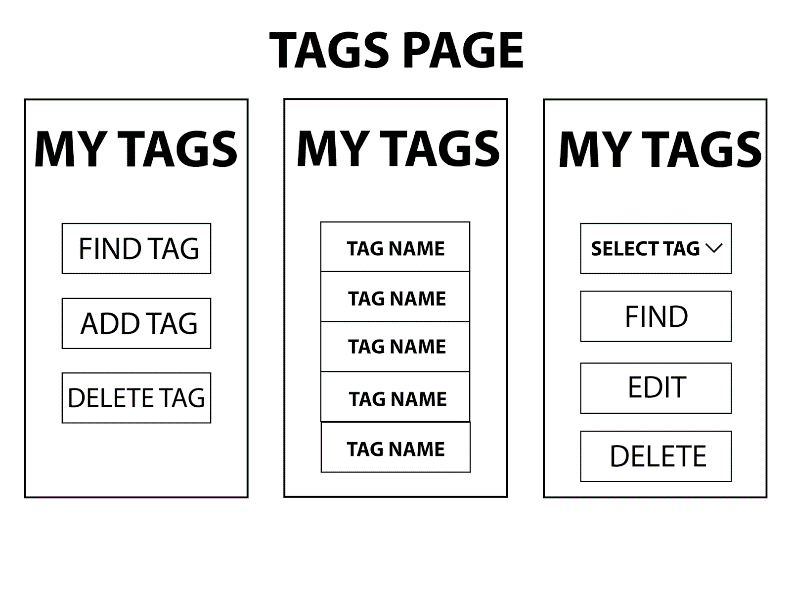 TAGS PAGE
MY TAGS
FIND TAG
ADD TAG
DELETE TAG
MY TAGS
TAG NAME
TAG NAME
TAG NAME
TAG NAME
TAG NAME
MY TAGS
SELECT TAG
FIND
EDIT
DELETE